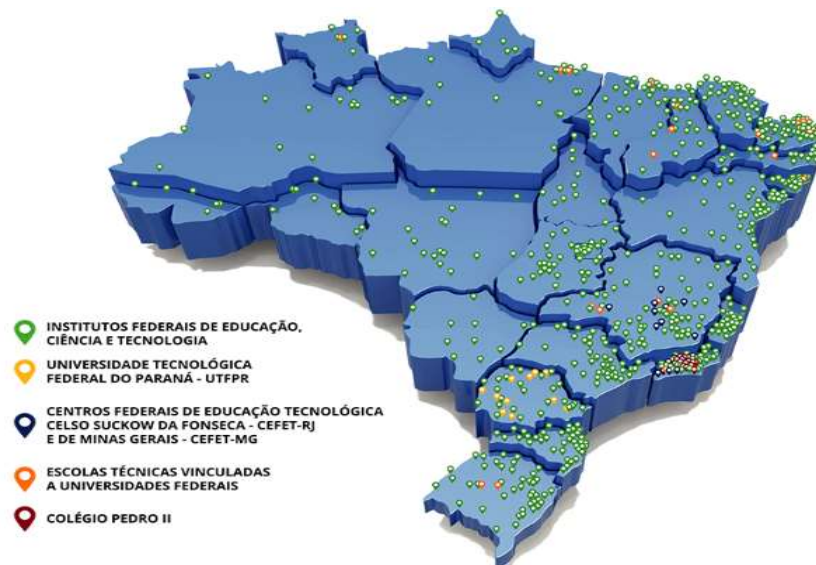 INSTITUTOS FEDERAIS DE EDUCAÇÃO,
CIÊNCIA E TECNOLOGIA
UNIVERSIDADE TECNOLÓGICA
FEDERAL DO PARANÁ - UTFPR
CENTROS FEDERAIS DE EDUCAÇÃO TECNOLÓGICA
CELSO SUCKOW DA FONSECA - CEFET-RJ
E DE MINAS GERAIS - CEFET-MG
ESCOLAS TÉCNICAS VINCULADAS
A UNIVERSIDADES FEDERAIS
COLÉGIO PEDRO II